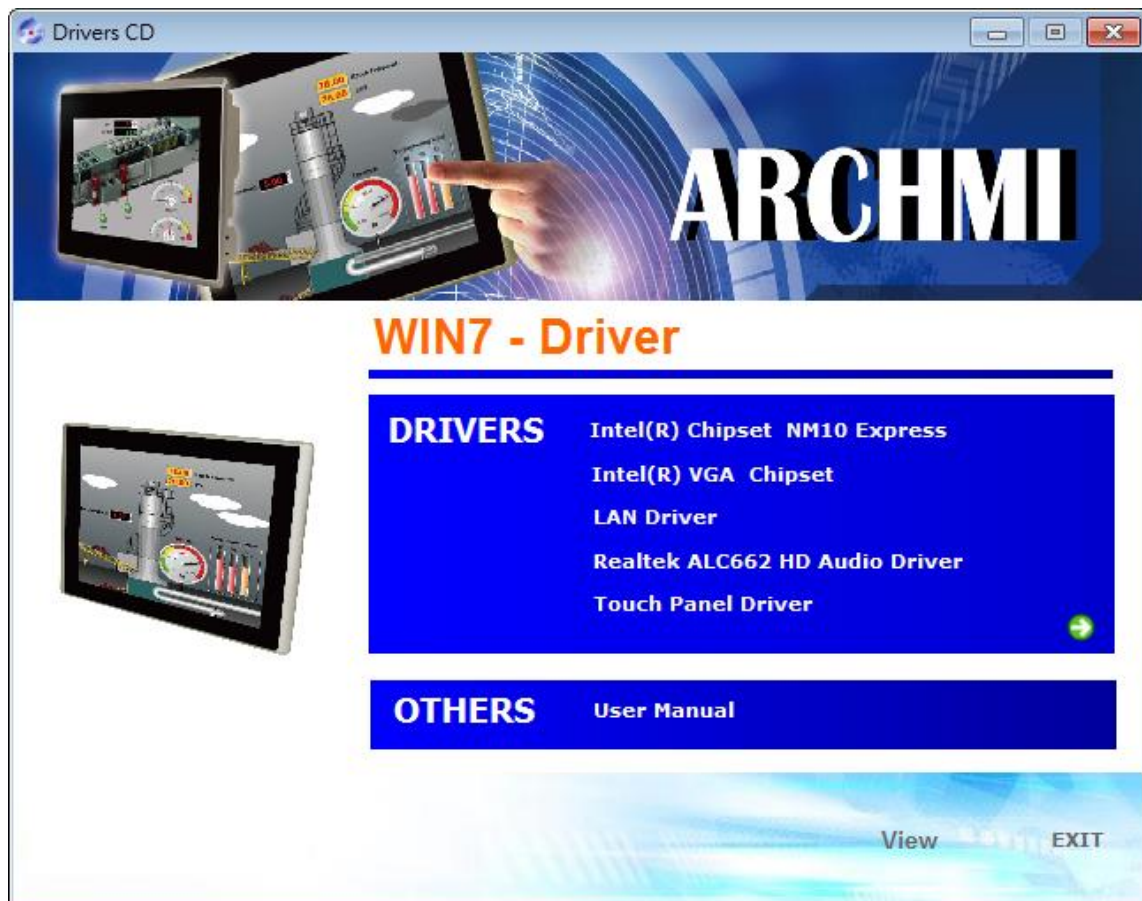 Drivers CD
ARCHMI
WIN7 - Driver
DRIVERS
Intel(R) Chipset NM10 Express
Intel(R) VGA Chipset
LAN Driver
Realtek ALC662 HD Audio Driver
Touch Panel Driver
OTHERS
User Manual
View
EXIT